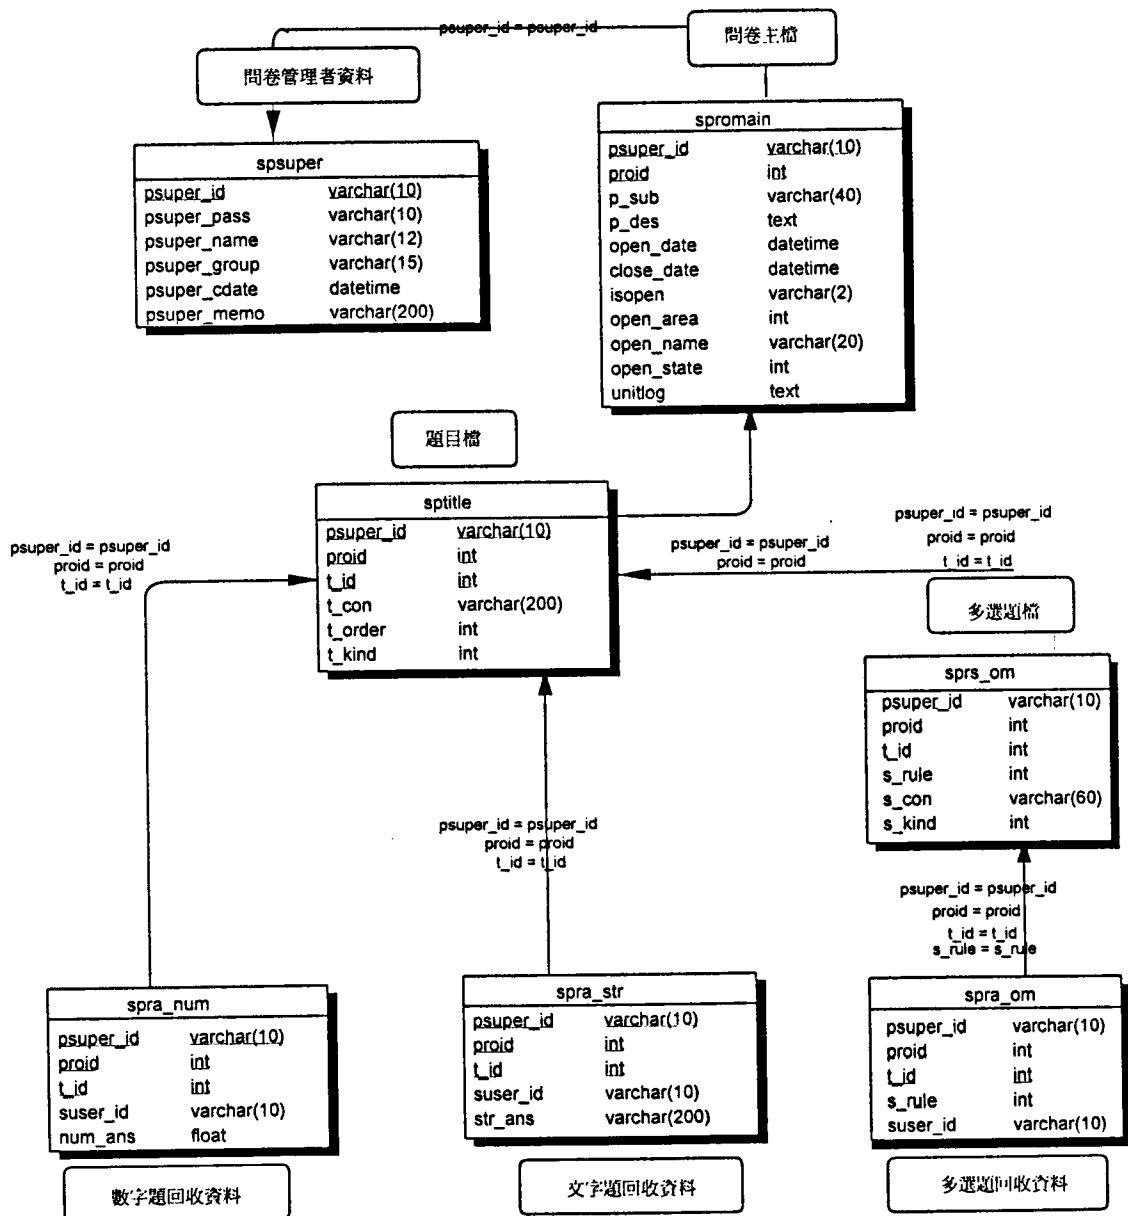 psuper_id = psuper_id
問卷主檔
問卷管理者資料
spsuper
psuper_id varchar(10)
psuper_pass varchar(10)
psuper_name varchar(12)
psuper_group varchar(15)
psuper_cdate datetime
psuper_memo varchar(200)
spromain
psuper_id varchar(10)
proid int
p_sub varchar(40)
p_des text
open_date datetime
close_date datetime
isopen varchar(2)
open_area int
open_name varchar(20)
open_state int
unitlog text
題目檔
sptitle
psuper_id varchar(10)
proid int
t_id int
t_con varchar(200)
t_order int
t_kind int
psuper_id = psuper_id
proid = proid
t_id = t_id
psuper_id = psuper_id
proid = proid
psuper_id = psuper_id
proid = proid
t_id = t_id
多選題檔
sprs_om
psuper_id varchar(10)
proid int
t_id int
s_rule int
s_con varchar(60)
s_kind int
psuper_id = psuper_id
proid = proid
t_id = t_id
psuper_id = psuper_id
proid = proid
t_id = t_id
s_rule = s_rule
spra_num
psuper_id varchar(10)
proid int
t_id int
suser_id varchar(10)
num_ans float
數字題回收資料
spra_str
psuper_id varchar(10)
proid int
t_id int
suser_id varchar(10)
str_ans varchar(200)
文字題回收資料
spra_om
psuper_id varchar(10)
proid int
t_id int
s_rule int
suser_id varchar(10)
多選題回收資料